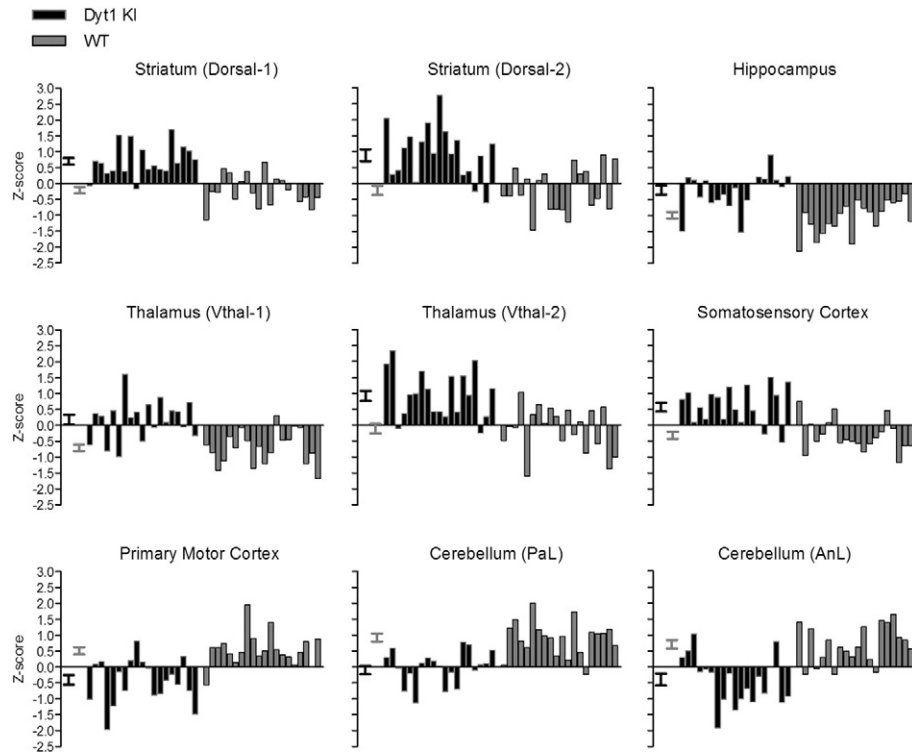 Dyt1 KI
WT
Striatum (Dorsal-1)
Striatum (Dorsal-2)
Hippocampus
Z-score
3.0
2.5
2.0
1.5
1.0
0.5
0.0
-0.5
-1.0
-1.5
-2.0
-2.5
Thalamus (Vthal-1)
Thalamus (Vthal-2)
Somatosensory Cortex
Z-score
3.0
2.5
2.0
1.5
1.0
0.5
0.0
-0.5
-1.0
-1.5
-2.0
-2.5
Primary Motor Cortex
Cerebellum (PaL)
Cerebellum (AnL)
Z-score
3.0
2.5
2.0
1.5
1.0
0.5
0.0
-0.5
-1.0
-1.5
-2.0
-2.5